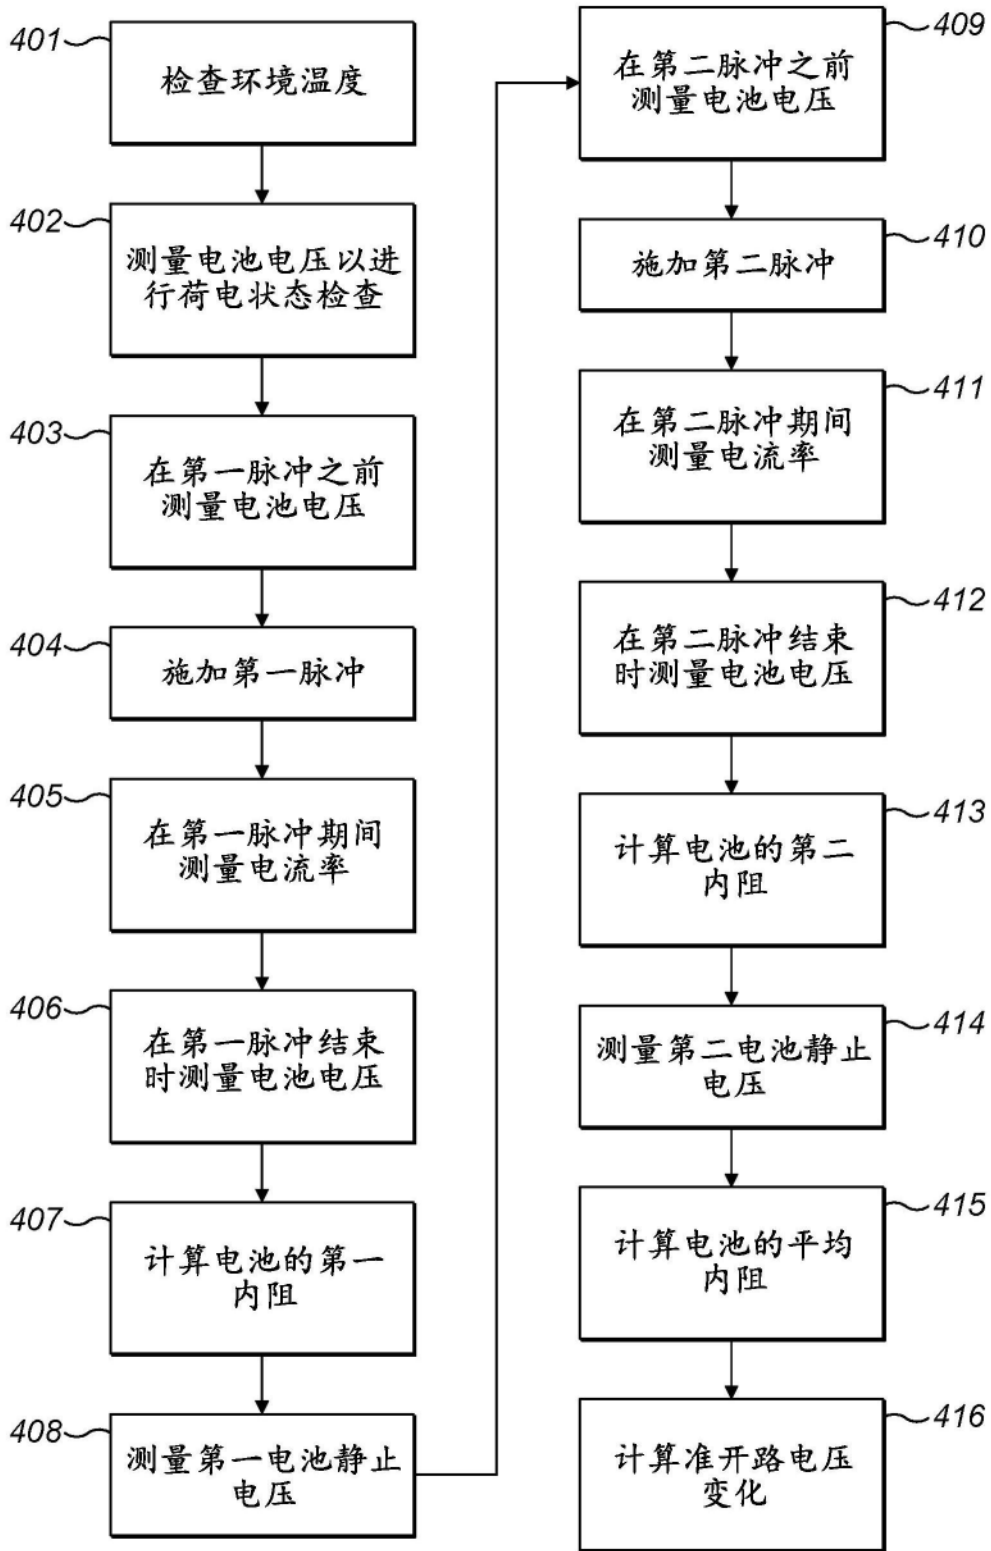 401
检查环境温度
402
测量电池电压以进
行荷电状态检查
403
在第一脉冲之前
测量电池电压
404
施加第一脉冲
405
在第一脉冲期间
测量电流率
406
在第一脉冲结束
时测量电池电压
407
计算电池的第一
内阻
408
测量第一电池静止
电压
409
在第二脉冲之前
测量电池电压
410
施加第二脉冲
411
在第二脉冲期间
测量电流率
412
在第二脉冲结束
时测量电池电压
413
计算电池的第二
内阻
414
测量第二电池静止
电压
415
计算电池的平均
内阻
416
计算准开路电压
变化